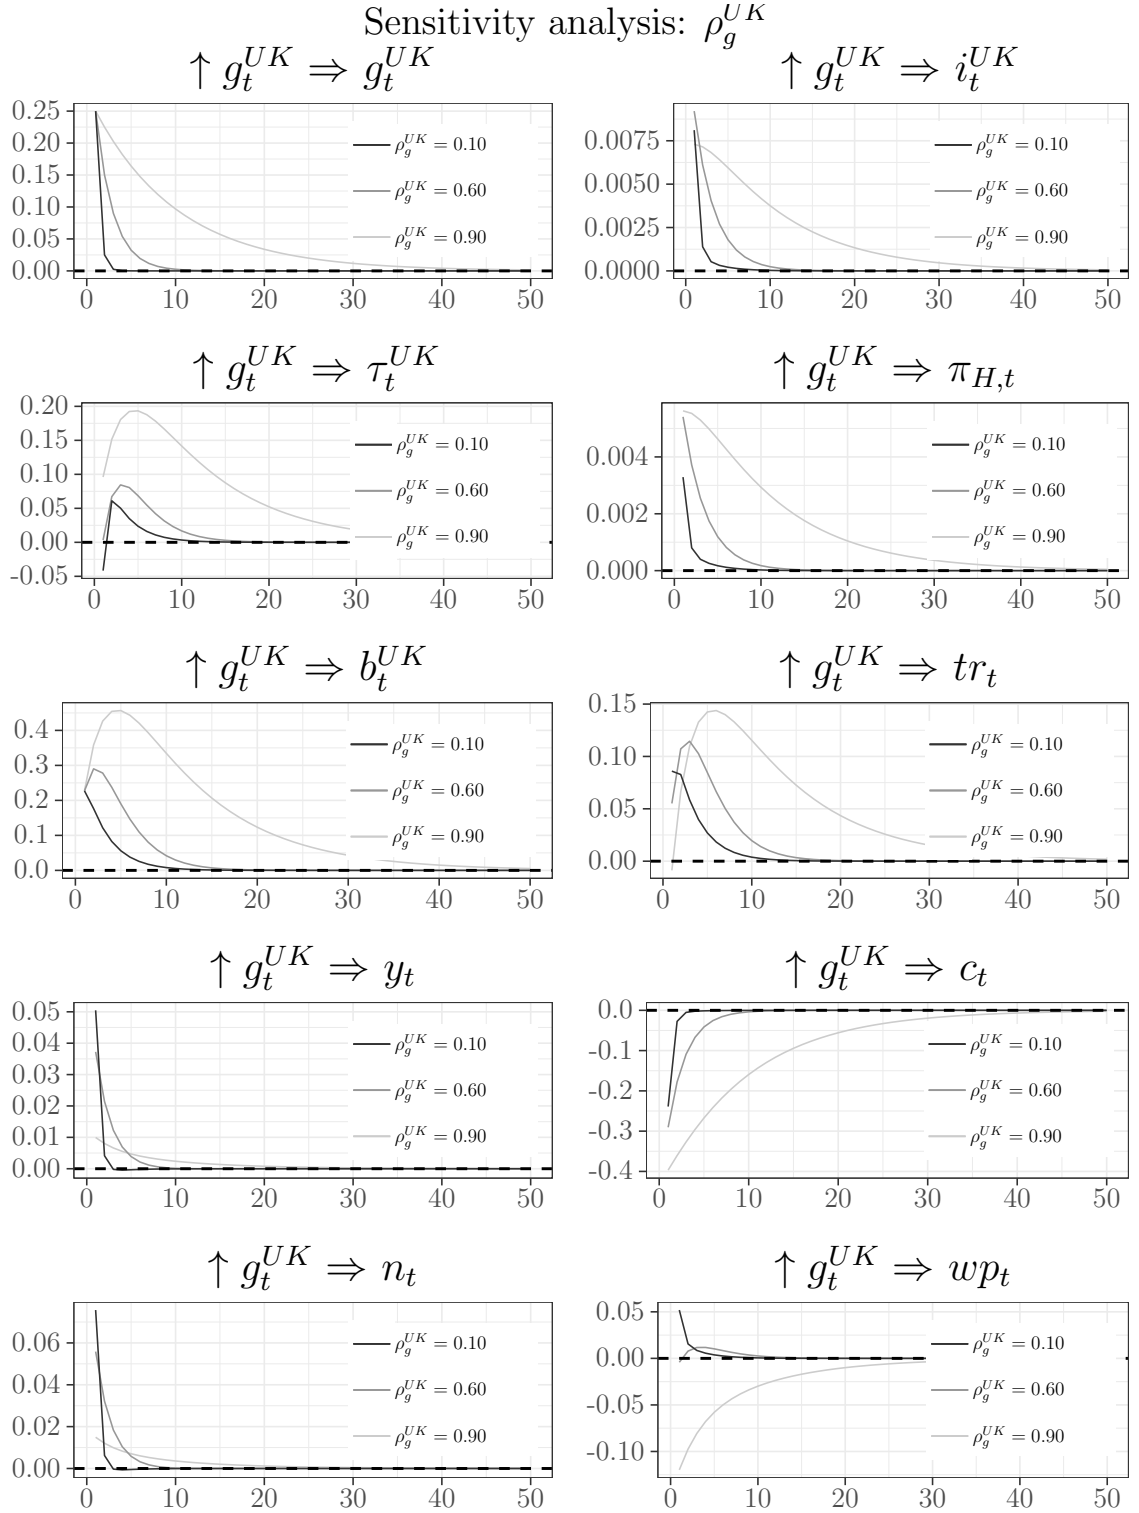 Sensitivity analysis: ρ_g^{UK}
↑ g_t^{UK} ⇒ g_t^{UK}
0.25
0.20
0.15
0.10
0.05
0.00
ρ_g^{UK} = 0.10
ρ_g^{UK} = 0.60
ρ_g^{UK} = 0.90
0 10 20 30 40 50
↑ g_t^{UK} ⇒ i_t^{UK}
0.0075
0.0050
0.0025
0.0000
ρ_g^{UK} = 0.10
ρ_g^{UK} = 0.60
ρ_g^{UK} = 0.90
0 10 20 30 40 50
↑ g_t^{UK} ⇒ τ_t^{UK}
0.20
0.15
0.10
0.05
0.00
-0.05
ρ_g^{UK} = 0.10
ρ_g^{UK} = 0.60
ρ_g^{UK} = 0.90
0 10 20 30 40 50
↑ g_t^{UK} ⇒ π_{H,t}
0.004
0.002
0.000
ρ_g^{UK} = 0.10
ρ_g^{UK} = 0.60
ρ_g^{UK} = 0.90
0 10 20 30 40 50
↑ g_t^{UK} ⇒ b_t^{UK}
0.4
0.3
0.2
0.1
0.0
ρ_g^{UK} = 0.10
ρ_g^{UK} = 0.60
ρ_g^{UK} = 0.90
0 10 20 30 40 50
↑ g_t^{UK} ⇒ tr_t
0.15
0.10
0.05
0.00
ρ_g^{UK} = 0.10
ρ_g^{UK} = 0.60
ρ_g^{UK} = 0.90
0 10 20 30 40 50
↑ g_t^{UK} ⇒ y_t
0.05
0.04
0.03
0.02
0.01
0.00
ρ_g^{UK} = 0.10
ρ_g^{UK} = 0.60
ρ_g^{UK} = 0.90
0 10 20 30 40 50
↑ g_t^{UK} ⇒ c_t
0.0
-0.1
-0.2
-0.3
-0.4
ρ_g^{UK} = 0.10
ρ_g^{UK} = 0.60
ρ_g^{UK} = 0.90
0 10 20 30 40 50
↑ g_t^{UK} ⇒ n_t
0.06
0.04
0.02
0.00
ρ_g^{UK} = 0.10
ρ_g^{UK} = 0.60
ρ_g^{UK} = 0.90
0 10 20 30 40 50
↑ g_t^{UK} ⇒ wp_t
0.05
0.00
-0.05
-0.10
ρ_g^{UK} = 0.10
ρ_g^{UK} = 0.60
ρ_g^{UK} = 0.90
0 10 20 30 40 50